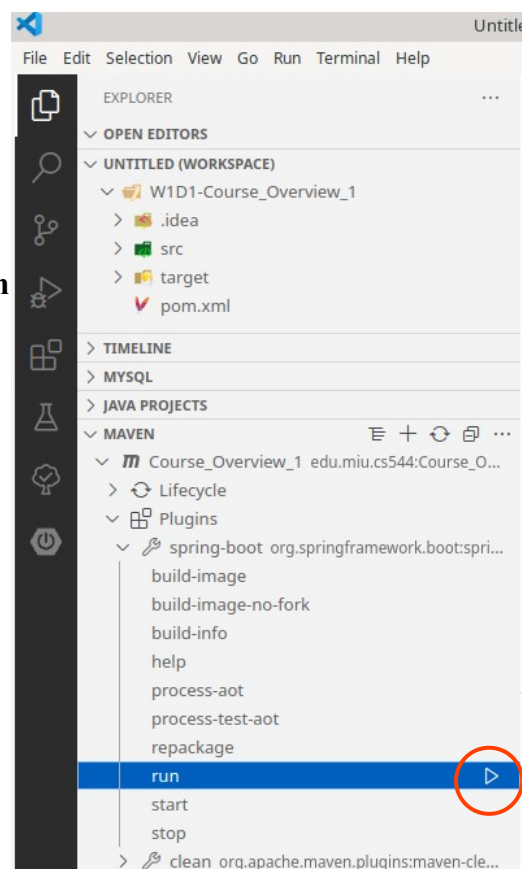 Untitle
File Edit Selection View Go Run Terminal Help
EXPLORER
OPEN EDITORS
UNTITLED (WORKSPACE)
W1D1-Course_Overview_1
.idea
src
target
pom.xml
TIMELINE
MYSQL
JAVA PROJECTS
MAVEN
m Course_Overview_1 edu.miu.cs544:Course_O...
Lifecycle
Plugins
spring-boot org.springframework.boot:spri...
build-image
build-image-no-fork
build-info
help
process-aot
process-test-aot
repackage
run
start
stop
clean org.apache.maven.plugins:maven-cle...